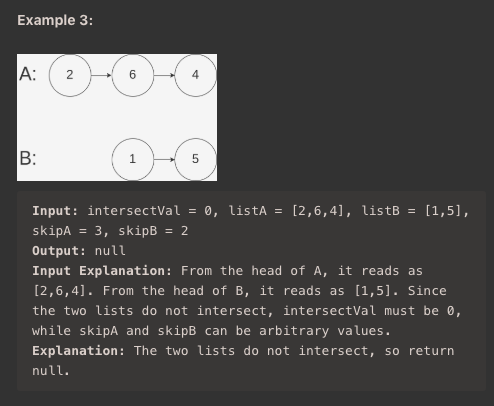 Example 3:
A: 2 6 4
B: 1 5
Input: intersectVal = 0, listA = [2,6,4], listB = [1,5],
skipA = 3, skipB = 2
Output: null
Input Explanation: From the head of A, it reads as
[2,6,4]. From the head of B, it reads as [1,5]. Since
the two lists do not intersect, intersectVal must be 0,
while skipA and skipB can be arbitrary values.
Explanation: The two lists do not intersect, so return
null.